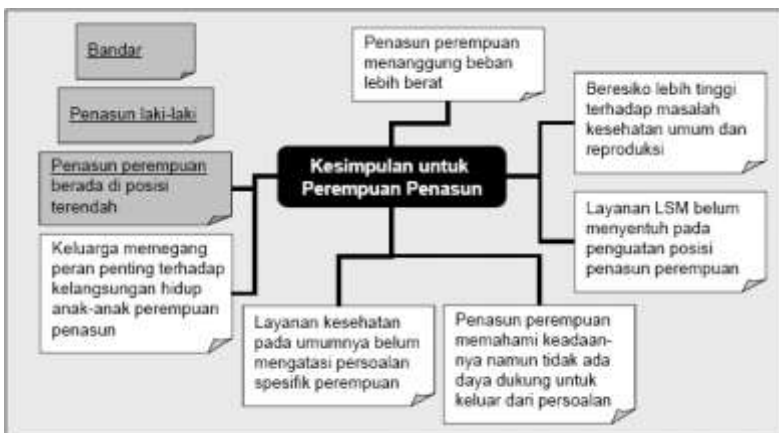 Bandar
Penasun laki-laki
Penasun perempuan
berada di posisi
terendah
Keluarga memegang
peran penting terhadap
kelangsungan hidup
anak-anak perempuan
penasun
Penasun perempuan
menanggung beban
lebih berat
Kesimpulan untuk
Perempuan Penasun
Beresiko lebih tinggi
terhadap masalah
kesehatan umum dan
reproduksi
Layanan LSM belum
menyentuh pada
penguatan posisi
penasun perempuan
Layanan kesehatan
pada umumnya belum
mengatasi persoalan
spesifik perempuan
Penasun perempuan
memahami keadaan-
nya namun tidak ada
daya dukung untuk
keluar dari persoalan